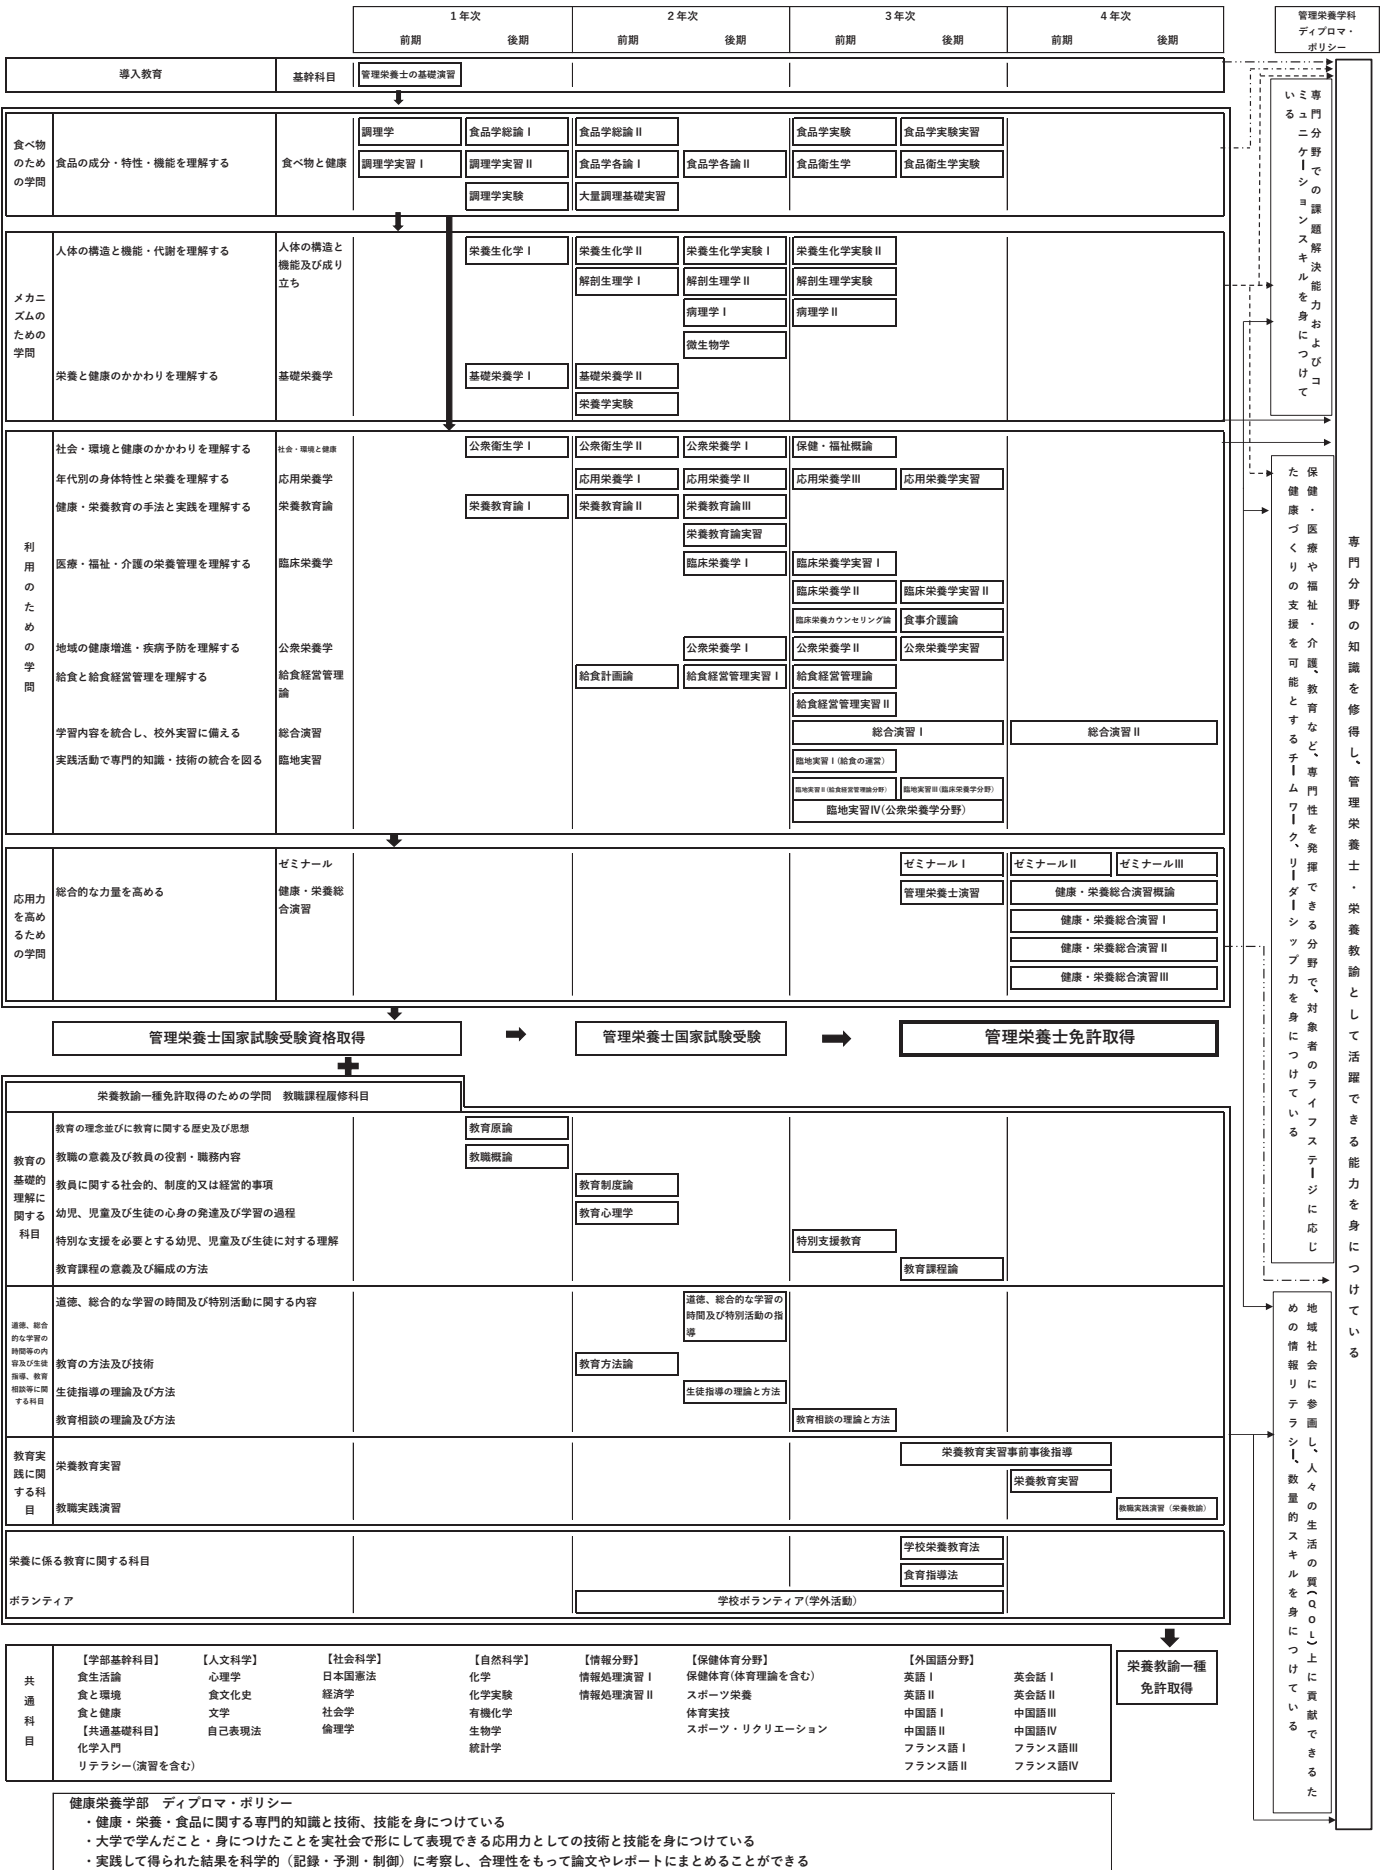 1年次
2年次
3年次
4年次
前期
後期
前期
後期
前期
後期
前期
後期
管理栄養学科
ディプロマ・
ポリシー
導入教育
基幹科目
管理栄養士の基礎演習
食べ物
のため
の学問
食品の成分・特性・機能を理解する
食べ物と健康
調理学
食品学総論Ⅰ
食品学総論Ⅱ
食品学実験
食品学実験実習
調理学実習Ⅰ
調理学実習Ⅱ
食品学各論Ⅰ
食品学各論Ⅱ
食品衛生学
食品衛生学実験
調理学実験
大量調理基礎実習
メカニ
ズムの
ための
学問
人体の構造と機能・代謝を理解する
人体の構造と
機能及び成り
立ち
栄養生化学Ⅰ
栄養生化学Ⅱ
栄養生化学実験Ⅰ
栄養生化学実験Ⅱ
解剖生理学Ⅰ
解剖生理学Ⅱ
解剖生理学実験
病理学Ⅰ
病理学Ⅱ
微生物学
栄養と健康のかかわりを理解する
基礎栄養学
基礎栄養学Ⅰ
基礎栄養学Ⅱ
栄養学実験
利用のための学問
社会・環境と健康のかかわりを理解する
社会・環境と健康
公衆衛生学Ⅰ
公衆衛生学Ⅱ
公衆栄養学Ⅰ
保健・福祉概論
年代別の身体特性と栄養を理解する
応用栄養学
応用栄養学Ⅰ
応用栄養学Ⅱ
応用栄養学Ⅲ
応用栄養学実習
健康・栄養教育の手法と実践を理解する
栄養教育論
栄養教育論Ⅰ
栄養教育論Ⅱ
栄養教育論Ⅲ
栄養教育論実習
医療・福祉・介護の栄養管理を理解する
臨床栄養学
臨床栄養学Ⅰ
臨床栄養学実習Ⅰ
臨床栄養学Ⅱ
臨床栄養学実習Ⅱ
臨床栄養カウンセリング論
食事介護論
地域の健康増進・疾病予防を理解する
公衆栄養学
公衆栄養学Ⅰ
公衆栄養学Ⅱ
公衆栄養学実習
給食と給食経営管理を理解する
給食経営管理
論
給食計画論
給食経営管理実習Ⅰ
給食経営管理論
給食経営管理実習Ⅱ
学習内容を統合し、校外実習に備える
総合演習
総合演習Ⅰ
総合演習Ⅱ
実践活動で専門的知識・技術の統合を図る
臨地実習
臨地実習Ⅰ(給食の運営)
臨地実習Ⅱ(給食経営管理論分野)
臨地実習Ⅲ(臨床栄養学分野)
臨地実習Ⅳ(公衆栄養学分野)
応用力
を高め
るため
の学問
総合的な力量を高める
ゼミナール
健康・栄養総
合演習
ゼミナールⅠ
ゼミナールⅡ
ゼミナールⅢ
管理栄養士演習
健康・栄養総合演習概論
健康・栄養総合演習Ⅰ
健康・栄養総合演習Ⅱ
健康・栄養総合演習Ⅲ
管理栄養士国家試験受験資格取得
管理栄養士国家試験受験
管理栄養士免許取得
栄養教諭一種免許取得のための学問 教職課程履修科目
教育の
基礎的
理解に
関する
科目
教育の理念並びに教育に関する歴史及び思想
教育原論
教職の意義及び教員の役割・職務内容
教職概論
教員に関する社会的、制度的又は経営的事項
教育制度論
幼児、児童及び生徒の心身の発達及び学習の過程
教育心理学
特別な支援を必要とする幼児、児童及び生徒に対する理解
特別支援教育
教育課程の意義及び編成の方法
教育課程論
道徳、総合
的な学習の
時間等の内
容及び生徒
指導、教育
相談等に関
する科目
道徳、総合的な学習の時間及び特別活動に関する内容
道徳、総合的な学習の
時間及び特別活動の指
導
教育の方法及び技術
教育方法論
生徒指導の理論及び方法
生徒指導の理論と方法
教育相談の理論及び方法
教育相談の理論と方法
教育実
践に関
する科
目
栄養教育実習
栄養教育実習事前事後指導
栄養教育実習
教職実践演習
教職実践演習(栄養教諭)
栄養に係る教育に関する科目
学校栄養教育法
食育指導法
ボランティア
学校ボランティア(学外活動)
栄養教諭一種
免許取得
共通科目
【学部基幹科目】
食生活論
食と環境
食と健康
【共通基礎科目】
化学入門
リテラシー(演習を含む)
【人文科学】
心理学
食文化史
文学
自己表現法
【社会科学】
日本国憲法
経済学
社会学
倫理学
【自然科学】
化学
化学実験
有機化学
生物学
統計学
【情報分野】
情報処理演習Ⅰ
情報処理演習Ⅱ
【保健体育分野】
保健体育(体育理論を含む)
スポーツ栄養
体育実技
スポーツ・リクリエーション
【外国語分野】
英語Ⅰ
英語Ⅱ
中国語Ⅰ
中国語Ⅱ
フランス語Ⅰ
フランス語Ⅱ
英会話Ⅰ
英会話Ⅱ
中国語Ⅲ
中国語Ⅳ
フランス語Ⅲ
フランス語Ⅳ
専門分野での課題解決能力およびコ
ミュニケーションスキルを身につけて
いる
保健・医療や福祉・介護、教育など、専門性を発揮できる分野で、対象者のライフステージに応じ
た健康づくりの支援を可能とするチームワーク、リーダーシップ力を身につけている
地域社会に参画し、人々の生活の質(QOL)上に貢献できるた
めの情報リテラシー、数量的スキルを身につけている
専門分野の知識を修得し、管理栄養士・栄養教諭として活躍できる能力を身につけている
健康栄養学部 ディプロマ・ポリシー
・健康・栄養・食品に関する専門的知識と技術、技能を身につけている
・大学で学んだこと・身につけたことを実社会で形にして表現できる応用力としての技術と技能を身につけている
・実践して得られた結果を科学的（記録・予測・制御）に考察し、合理性をもって論文やレポートにまとめることができる